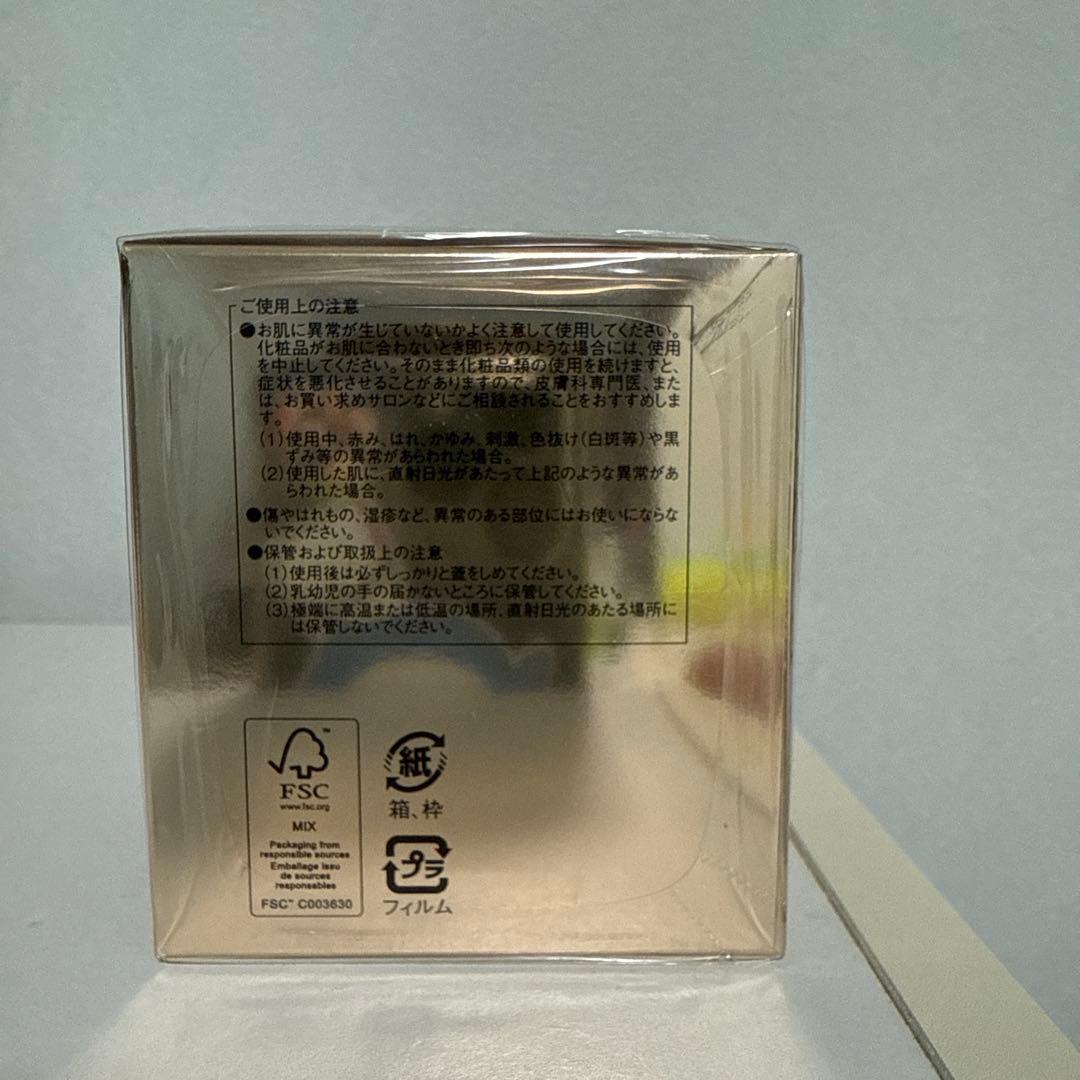 ご使用上の注意
●お肌に異常が生じていないかよく注意して使用してください。
化粧品がお肌に合わないとき即ち次のような場合には、使用
を中止してください。そのまま化粧品類の使用を続けますと、
症状を悪化させることがありますので、皮膚科専門医、また
は、お買い求めサロンなどにご相談されることをおすすめしま
す。
(1)使用中、赤み、はれ、かゆみ、刺激、色抜け(白斑等)や黒
ずみ等の異常があらわれた場合。
(2)使用した肌に、直射日光があたって上記のような異常があ
らわれた場合。
●傷やはれもの、湿疹など、異常のある部位にはお使いにならな
いでください。
●保管および取扱上の注意
(1)使用後は必ずしっかりと蓋をしめてください。
(2)乳幼児の手の届かないところに保管してください。
(3)極端に高温または低温の場所、直射日光のあたる場所に
は保管しないでください。
™
FSC
www.fsc.org
MIX
Packaging from
responsible sources
Emballage issu
de sources
responsables
FSC™ C003630
紙
箱、枠
プラ
フィルム